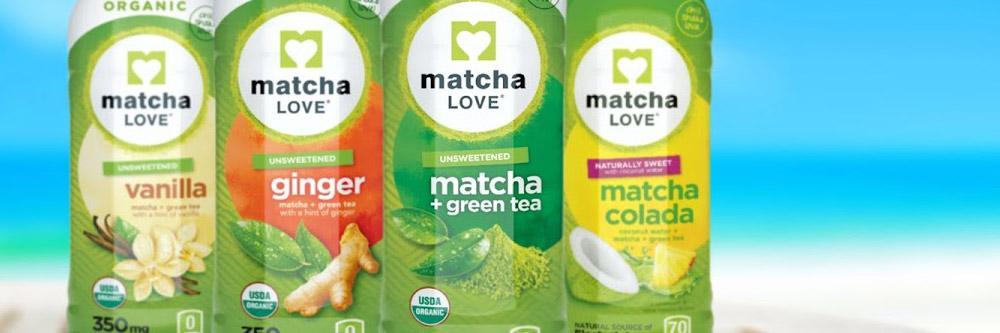 ORGANIC
matcha
LOVE®
UNSWEETENED
vanilla
matcha + green tea
with a hint of vanilla
USDA
ORGANIC
350mg
0
matcha
LOVE®
UNSWEETENED
ginger
matcha + green tea
with a hint of ginger
USDA
ORGANIC
350
0
matcha
LOVE®
UNSWEETENED
matcha
+ green tea
USDA
ORGANIC
matcha
LOVE®
NATURALLY SWEET
with coconut water
matcha
colada
coconut water +
matcha + green tea
NATURAL SOURCE of
70